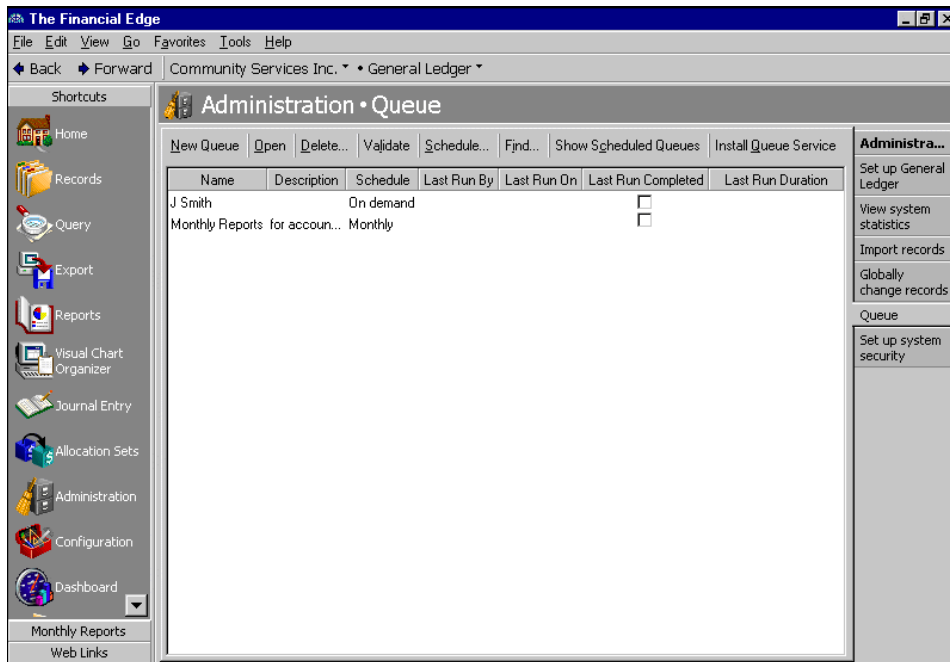 The Financial Edge
File Edit View Go Favorites Tools Help
Back Forward Community Services Inc. • General Ledger
Shortcuts
Home
Records
Query
Export
Reports
Visual Chart
Organizer
Journal Entry
Allocation Sets
Administration
Configuration
Dashboard
Monthly Reports
Web Links
Administration • Queue
New Queue Open Delete... Validate Schedule... Find... Show Scheduled Queues Install Queue Service
Name Description Schedule Last Run By Last Run On Last Run Completed Last Run Duration
J Smith On demand
Monthly Reports for accoun... Monthly
Administra...
Set up General
Ledger
View system
statistics
Import records
Globally
change records
Queue
Set up system
security